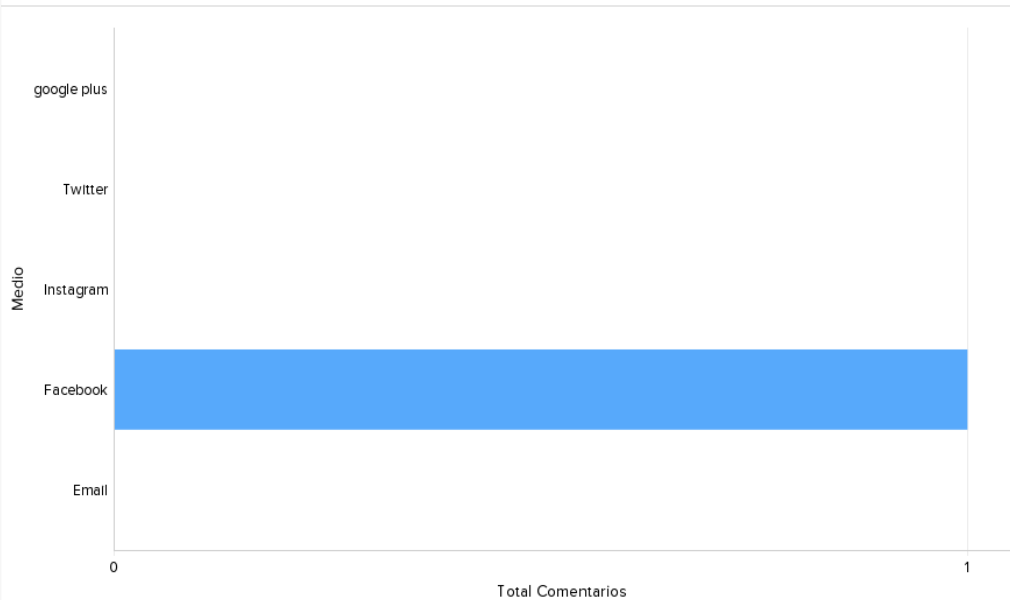 google plus
Twitter
Instagram
Facebook
Email
Medio
0
1
Total Comentarios